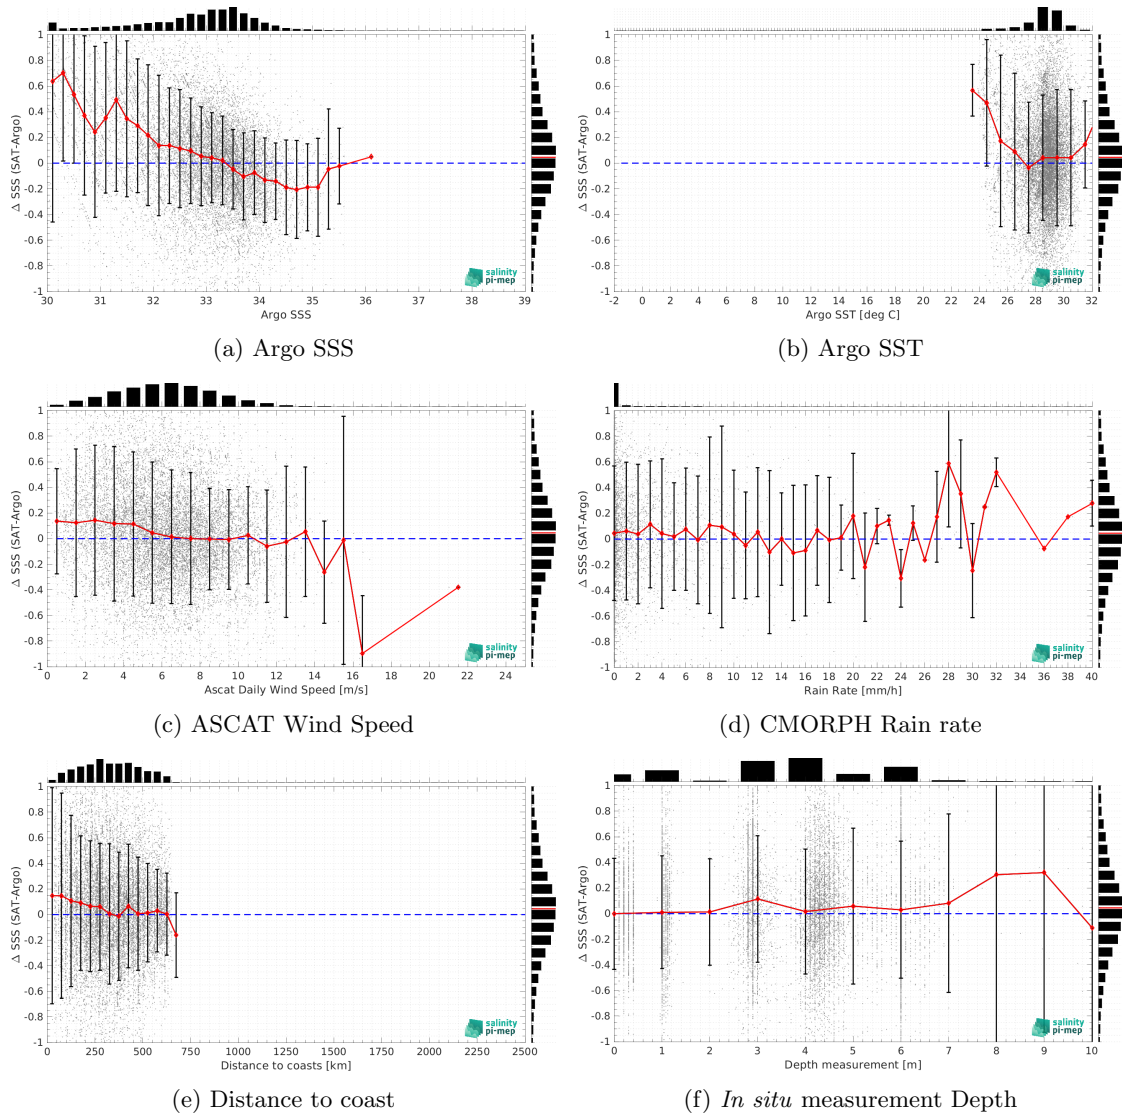 1
0.8
0.6
0.4
0.2
0
-0.2
-0.4
-0.6
-0.8
-1
Δ SSS (SAT-Argo)
salinity
pi-mep
30 31 32 33 34 35 36 37 38 39
Argo SSS
(a) Argo SSS
1
0.8
0.6
0.4
0.2
0
-0.2
-0.4
-0.6
-0.8
-1
Δ SSS (SAT-Argo)
salinity
pi-mep
-2 0 2 4 6 8 10 12 14 16 18 20 22 24 26 28 30 32
Argo SST [deg C]
(b) Argo SST
1
0.8
0.6
0.4
0.2
0
-0.2
-0.4
-0.6
-0.8
-1
Δ SSS (SAT-Argo)
salinity
pi-mep
0 2 4 6 8 10 12 14 16 18 20 22 24
Ascat Daily Wind Speed [m/s]
(c) ASCAT Wind Speed
1
0.8
0.6
0.4
0.2
0
-0.2
-0.4
-0.6
-0.8
-1
Δ SSS (SAT-Argo)
salinity
pi-mep
0 2 4 6 8 10 12 14 16 18 20 22 24 26 28 30 32 34 36 38 40
Rain Rate [mm/h]
(d) CMORPH Rain rate
1
0.8
0.6
0.4
0.2
0
-0.2
-0.4
-0.6
-0.8
-1
Δ SSS (SAT-Argo)
salinity
pi-mep
0 250 500 750 1000 1250 1500 1750 2000 2250 2500
Distance to coasts [km]
(e) Distance to coast
1
0.8
0.6
0.4
0.2
0
-0.2
-0.4
-0.6
-0.8
-1
Δ SSS (SAT-Argo)
salinity
pi-mep
0 1 2 3 4 5 6 7 8 9 10
Depth measurement [m]
(f) In situ measurement Depth